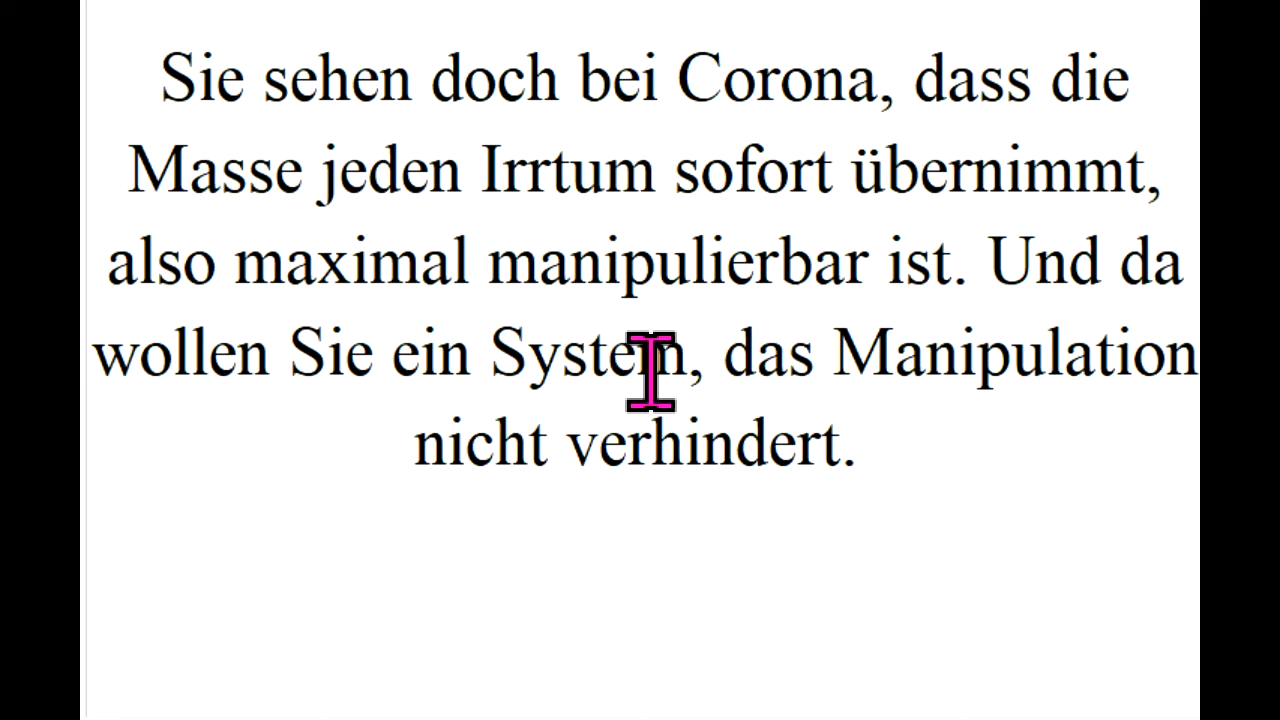 Sie sehen doch bei Corona, dass die
Masse jeden Irrtum sofort übernimmt,
also maximal manipulierbar ist. Und da
wollen Sie ein System, das Manipulation
nicht verhindert.